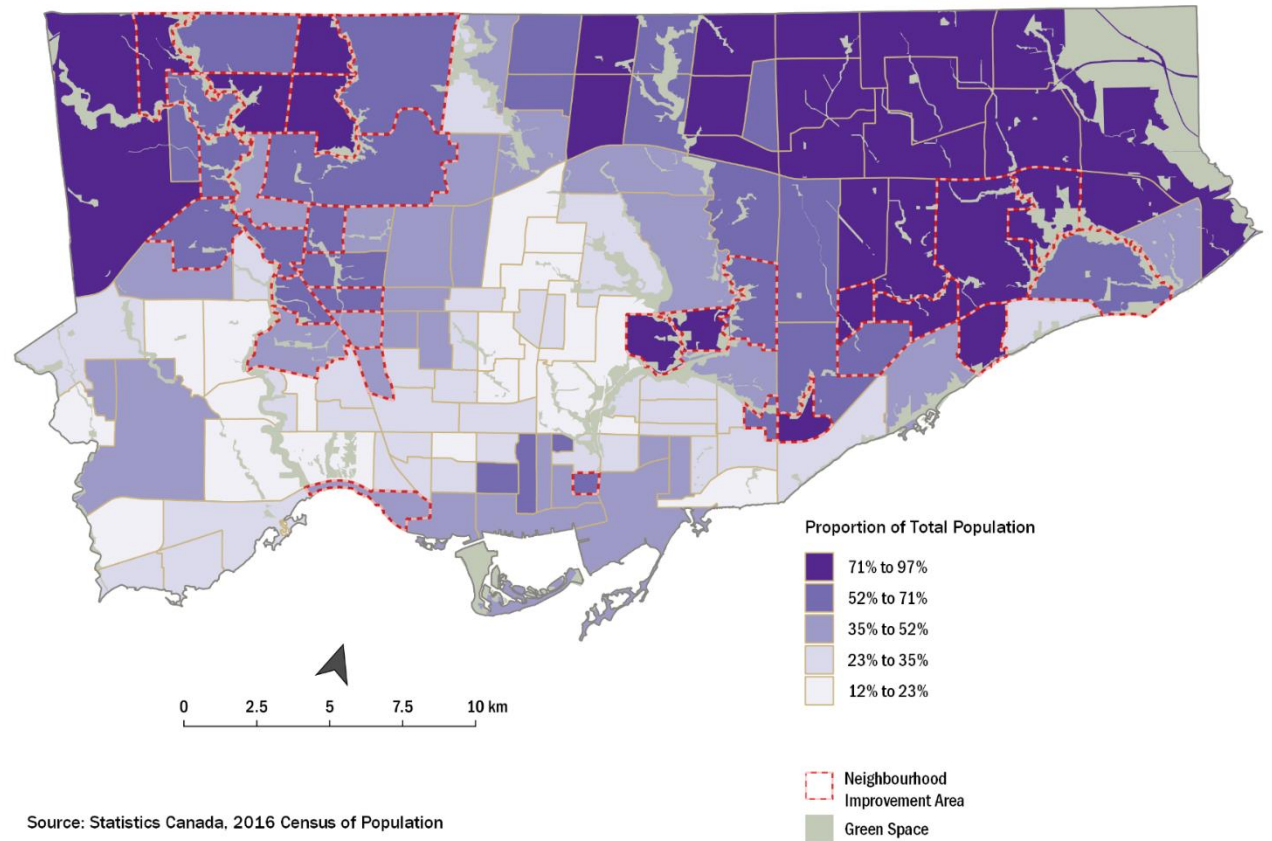 Proportion of Total Population
71% to 97%
52% to 71%
35% to 52%
23% to 35%
12% to 23%
0 2.5 5 7.5 10 km
Neighbourhood
Improvement Area
Green Space
Source: Statistics Canada, 2016 Census of Population